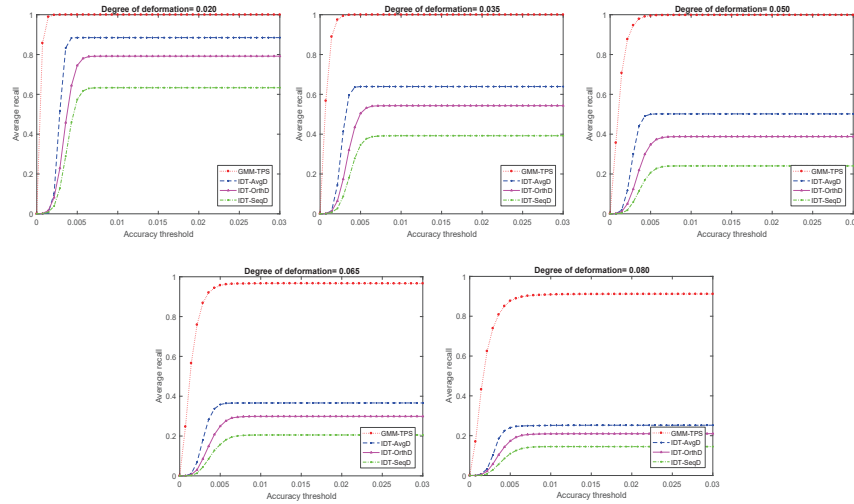 Degree of deformation= 0.020
1
0.8
0.6
0.4
0.2
0
Average recall
GMM-TPS
IDT-AvgD
IDT-OrthD
IDT-SeqD
0 0.005 0.01 0.015 0.02 0.025 0.03
Accuracy threshold
Degree of deformation= 0.035
1
0.8
0.6
0.4
0.2
0
Average recall
GMM-TPS
IDT-AvgD
IDT-OrthD
IDT-SeqD
0 0.005 0.01 0.015 0.02 0.025 0.03
Accuracy threshold
Degree of deformation= 0.050
1
0.8
0.6
0.4
0.2
0
Average recall
GMM-TPS
IDT-AvgD
IDT-OrthD
IDT-SeqD
0 0.005 0.01 0.015 0.02 0.025 0.03
Accuracy threshold
Degree of deformation= 0.065
1
0.8
0.6
0.4
0.2
0
Average recall
GMM-TPS
IDT-AvgD
IDT-OrthD
IDT-SeqD
0 0.005 0.01 0.015 0.02 0.025 0.03
Accuracy threshold
Degree of deformation= 0.080
1
0.8
0.6
0.4
0.2
0
Average recall
GMM-TPS
IDT-AvgD
IDT-OrthD
IDT-SeqD
0 0.005 0.01 0.015 0.02 0.025 0.03
Accuracy threshold